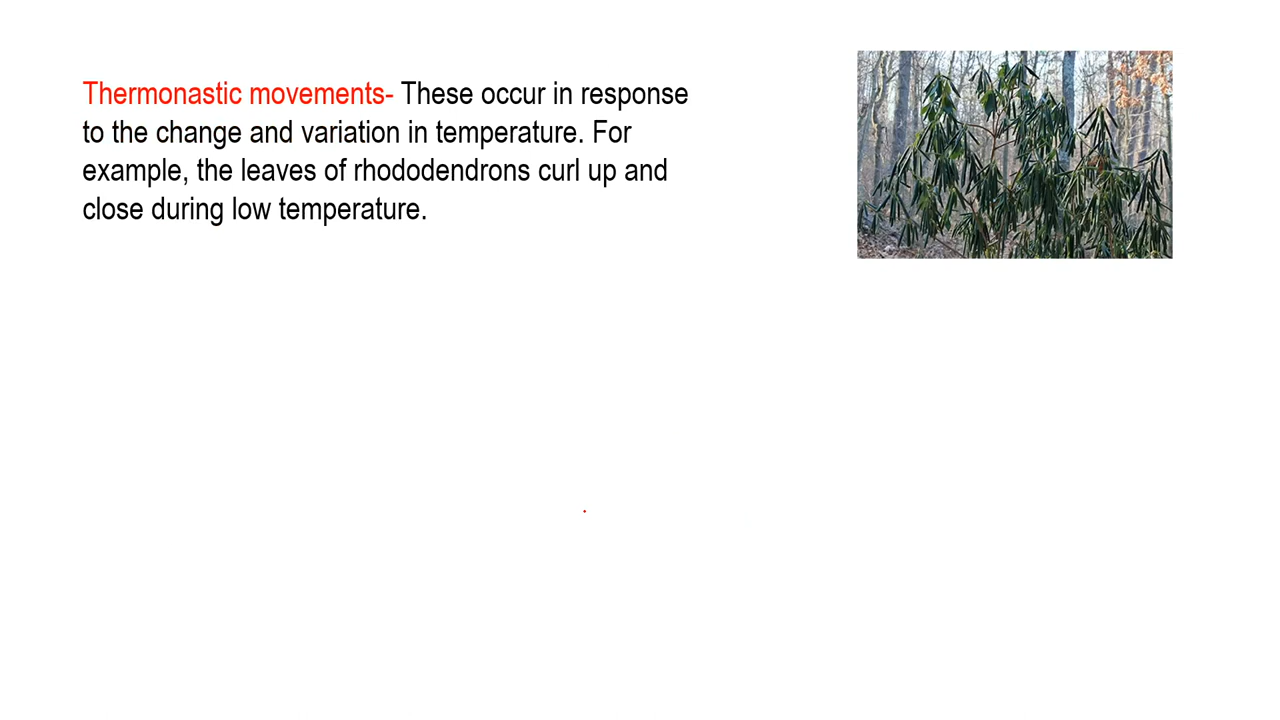 Thermonastic movements- These occur in response
to the change and variation in temperature. For
example, the leaves of rhododendrons curl up and
close during low temperature.